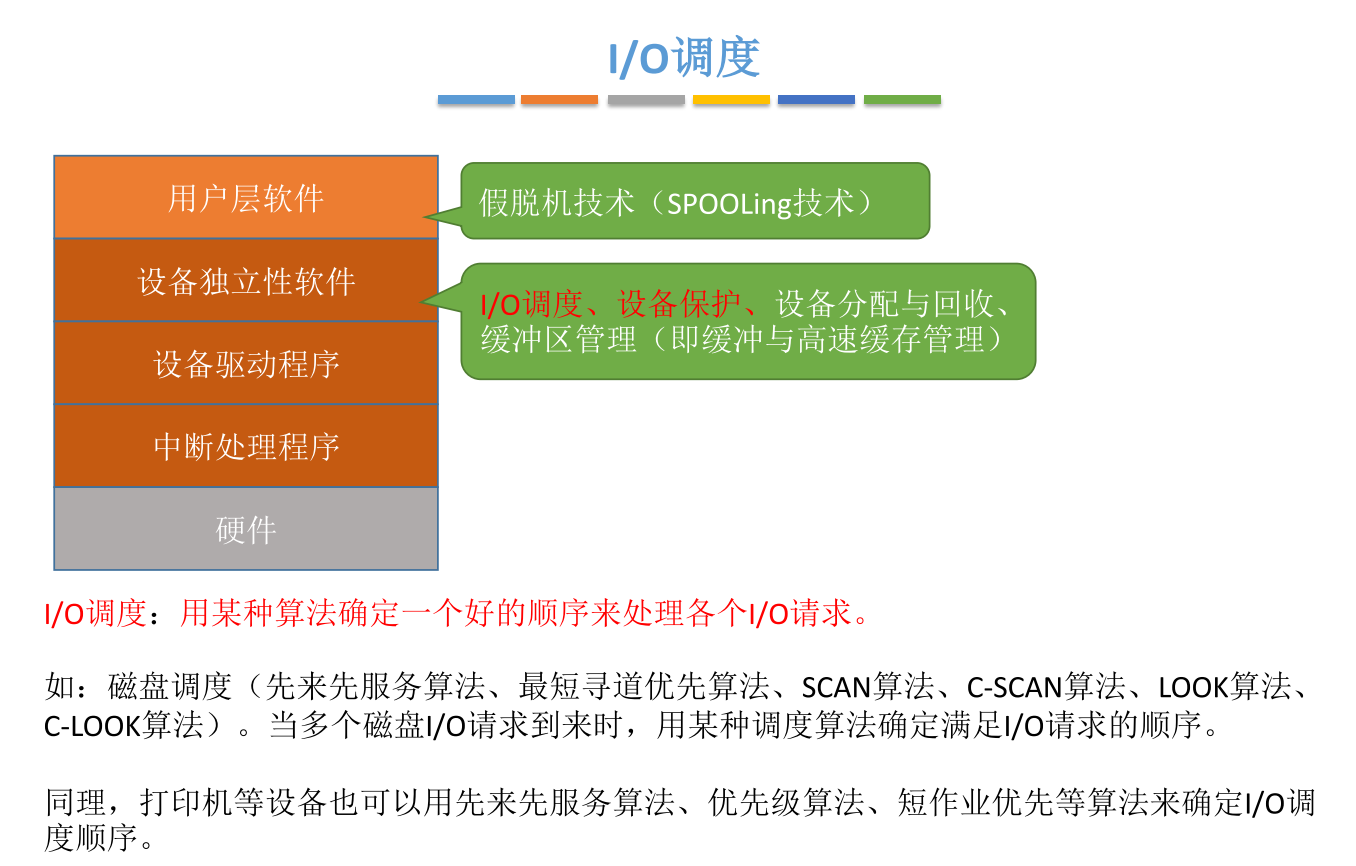 I/O调度
用户层软件
假脱机技术（SPOOLing技术）
设备独立性软件
I/O调度、设备保护、设备分配与回收、
缓冲区管理（即缓冲与高速缓存管理）
设备驱动程序
中断处理程序
硬件
I/O调度：用某种算法确定一个好的顺序来处理各个I/O请求。
如：磁盘调度（先来先服务算法、最短寻道优先算法、SCAN算法、C-SCAN算法、LOOK算法、
C-LOOK算法）。当多个磁盘I/O请求到来时，用某种调度算法确定满足I/O请求的顺序。
同理，打印机等设备也可以用先来先服务算法、优先级算法、短作业优先等算法来确定I/O调
度顺序。